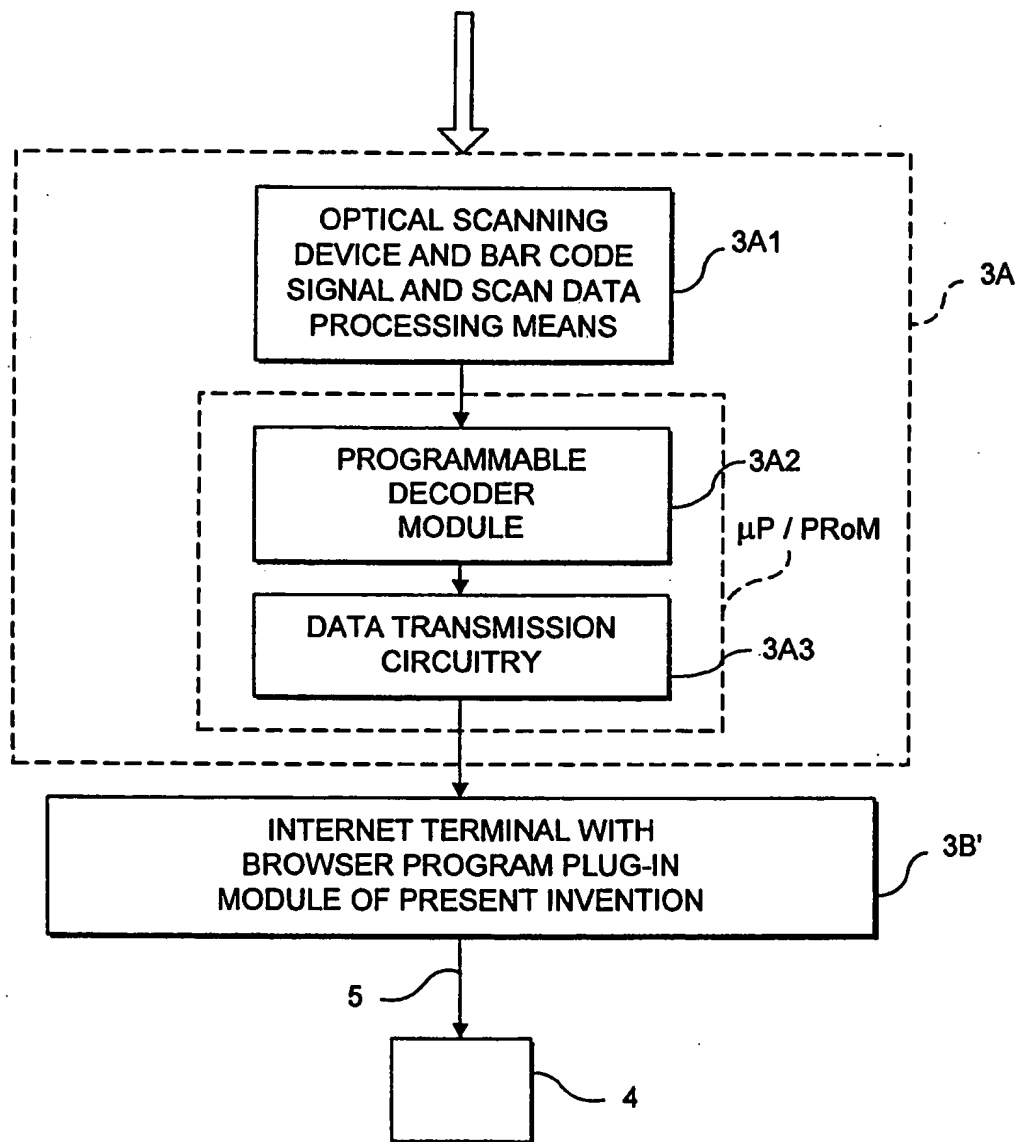 OPTICAL SCANNING
DEVICE AND BAR CODE
SIGNAL AND SCAN DATA
PROCESSING MEANS
3A1
3A
PROGRAMMABLE
DECODER
MODULE
3A2
μP / PRoM
DATA TRANSMISSION
CIRCUITRY
3A3
INTERNET TERMINAL WITH
BROWSER PROGRAM PLUG-IN
MODULE OF PRESENT INVENTION
3B'
5
4